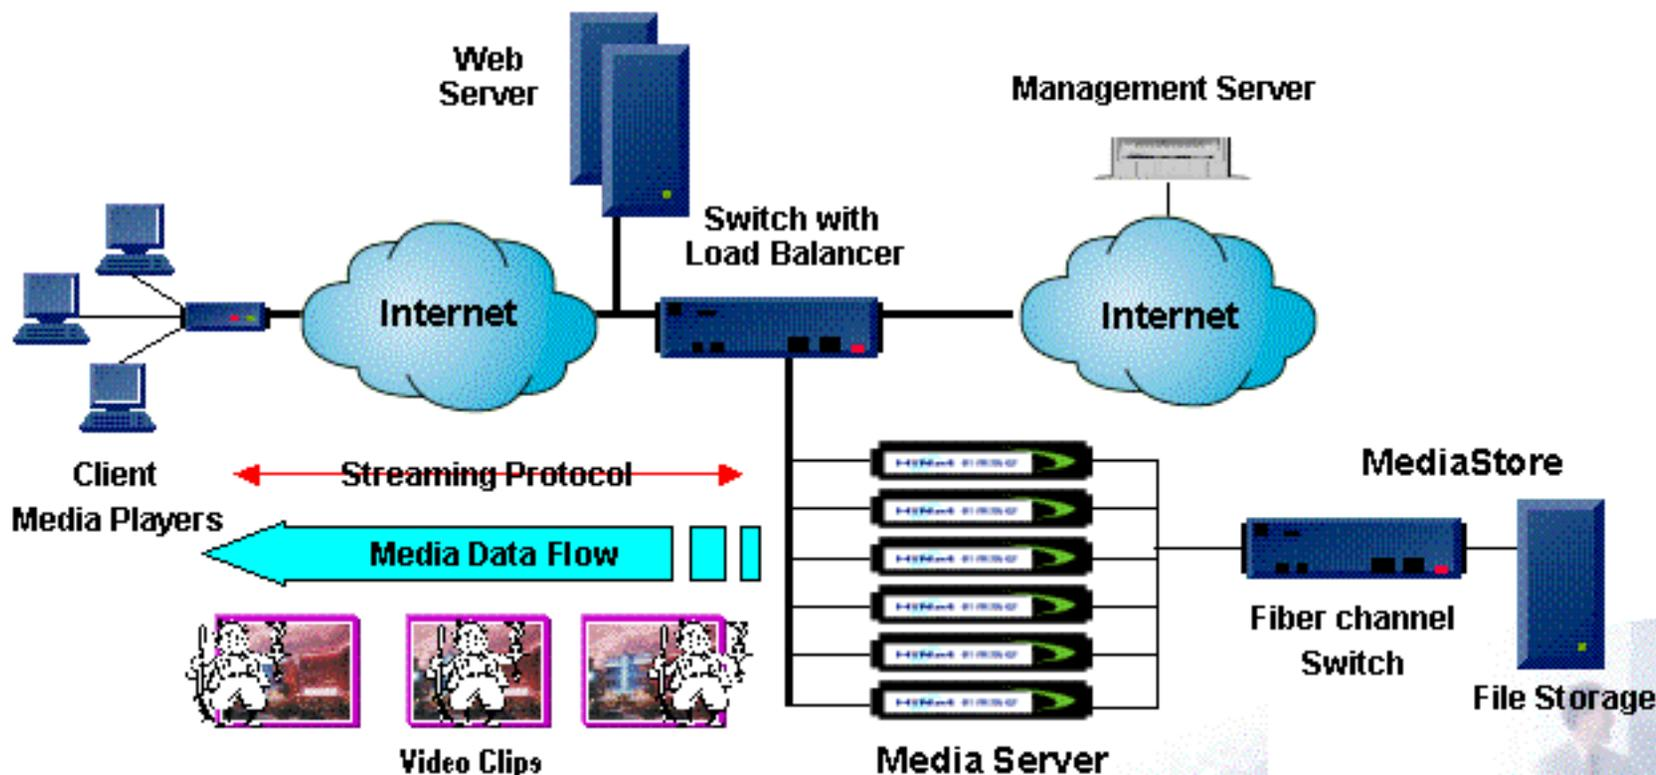 Web
Server
Management Server
Switch with
Load Balancer
Internet
Internet
Client
Media Players
Streaming Protocol
Media Data Flow
Video Clips
Media Server
MediaStore
Fiber channel
Switch
File Storage